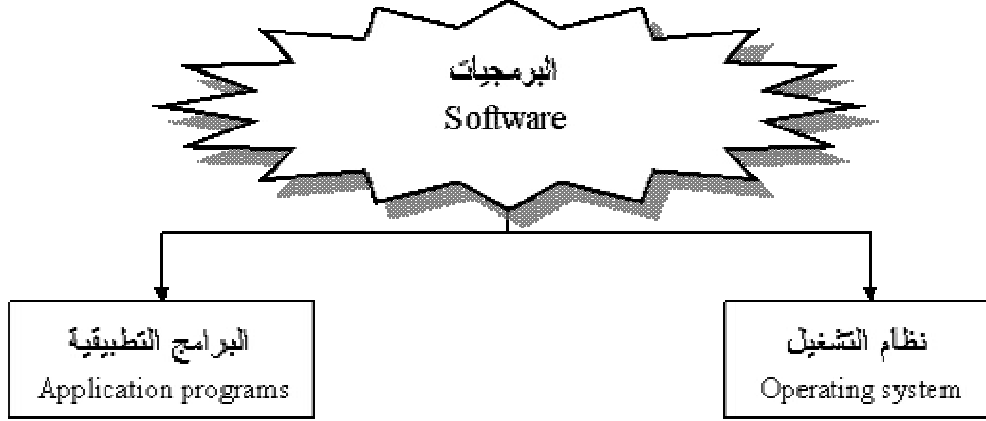 البرمجيات
Software
نظام التشغيل
Operating system
البرامج التطبيقية
Application programs